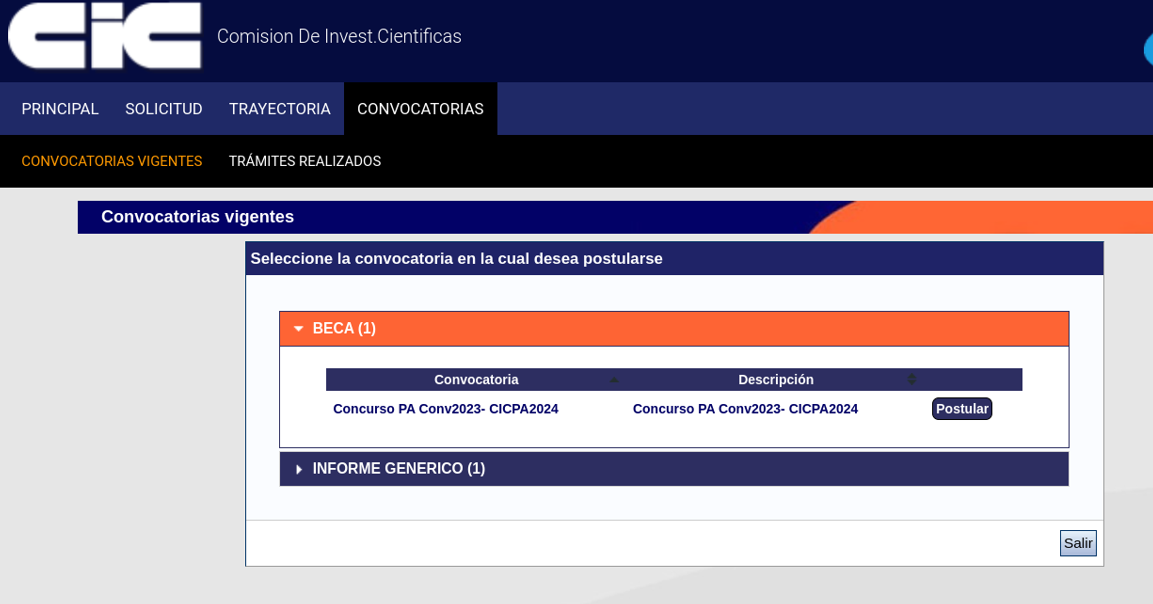 CIC
Comision De Invest.Cientificas
PRINCIPAL SOLICITUD TRAYECTORIA CONVOCATORIAS
CONVOCATORIAS VIGENTES TRÁMITES REALIZADOS
Convocatorias vigentes
Seleccione la convocatoria en la cual desea postularse
BECA (1)
Convocatoria Descripción
Concurso PA Conv2023- CICPA2024 Concurso PA Conv2023- CICPA2024 Postular
INFORME GENERICO (1)
Salir